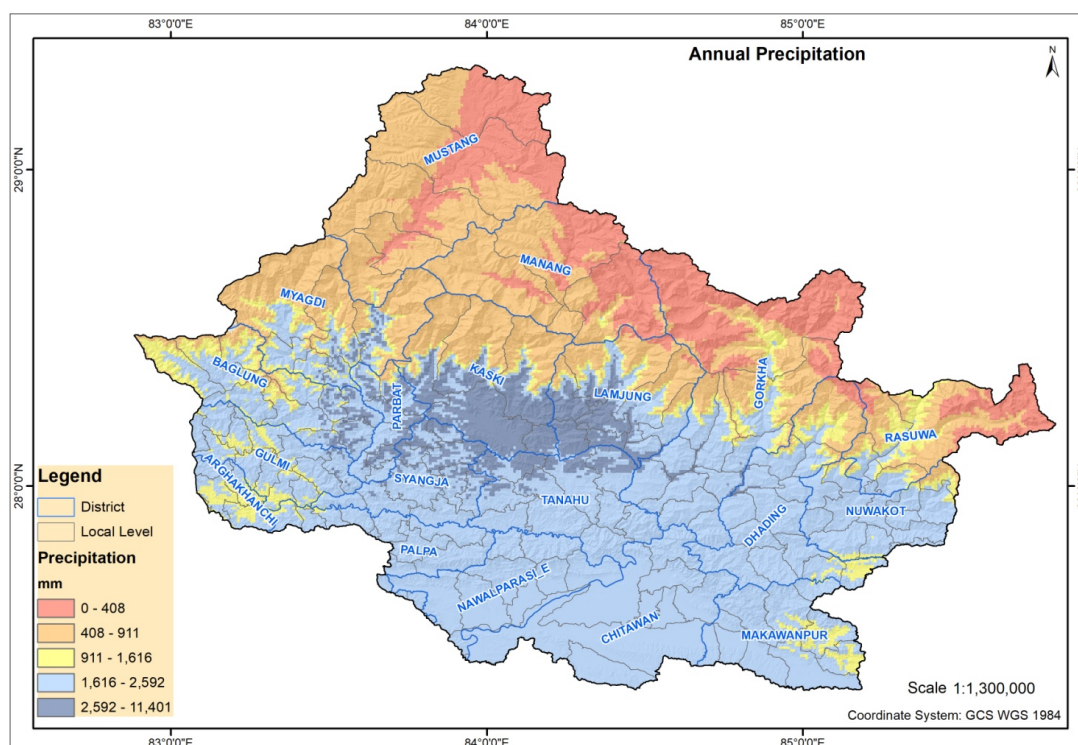 83°0'0"E 84°0'0"E 85°0'0"E
Annual Precipitation
N
29°0'0"N
MUSTANG
MANANG
MYAGDI
BAGLUNG
KASKI
PARBAT
LAMJUNG
GORKHA
RASUWA
GULMI
ARGHAKHANCHI
SYANGJA
TANAHU
28°0'0"N
NUWAKOT
DHADING
PALPA
NAWALPARASI_E
CHITAWAN
MAKAWANPUR
Legend
District
Local Level
Precipitation
mm
0 - 408
408 - 911
911 - 1,616
1,616 - 2,592
2,592 - 11,401
Scale 1:1,300,000
Coordinate System: GCS WGS 1984
83°0'0"E 84°0'0"E 85°0'0"E